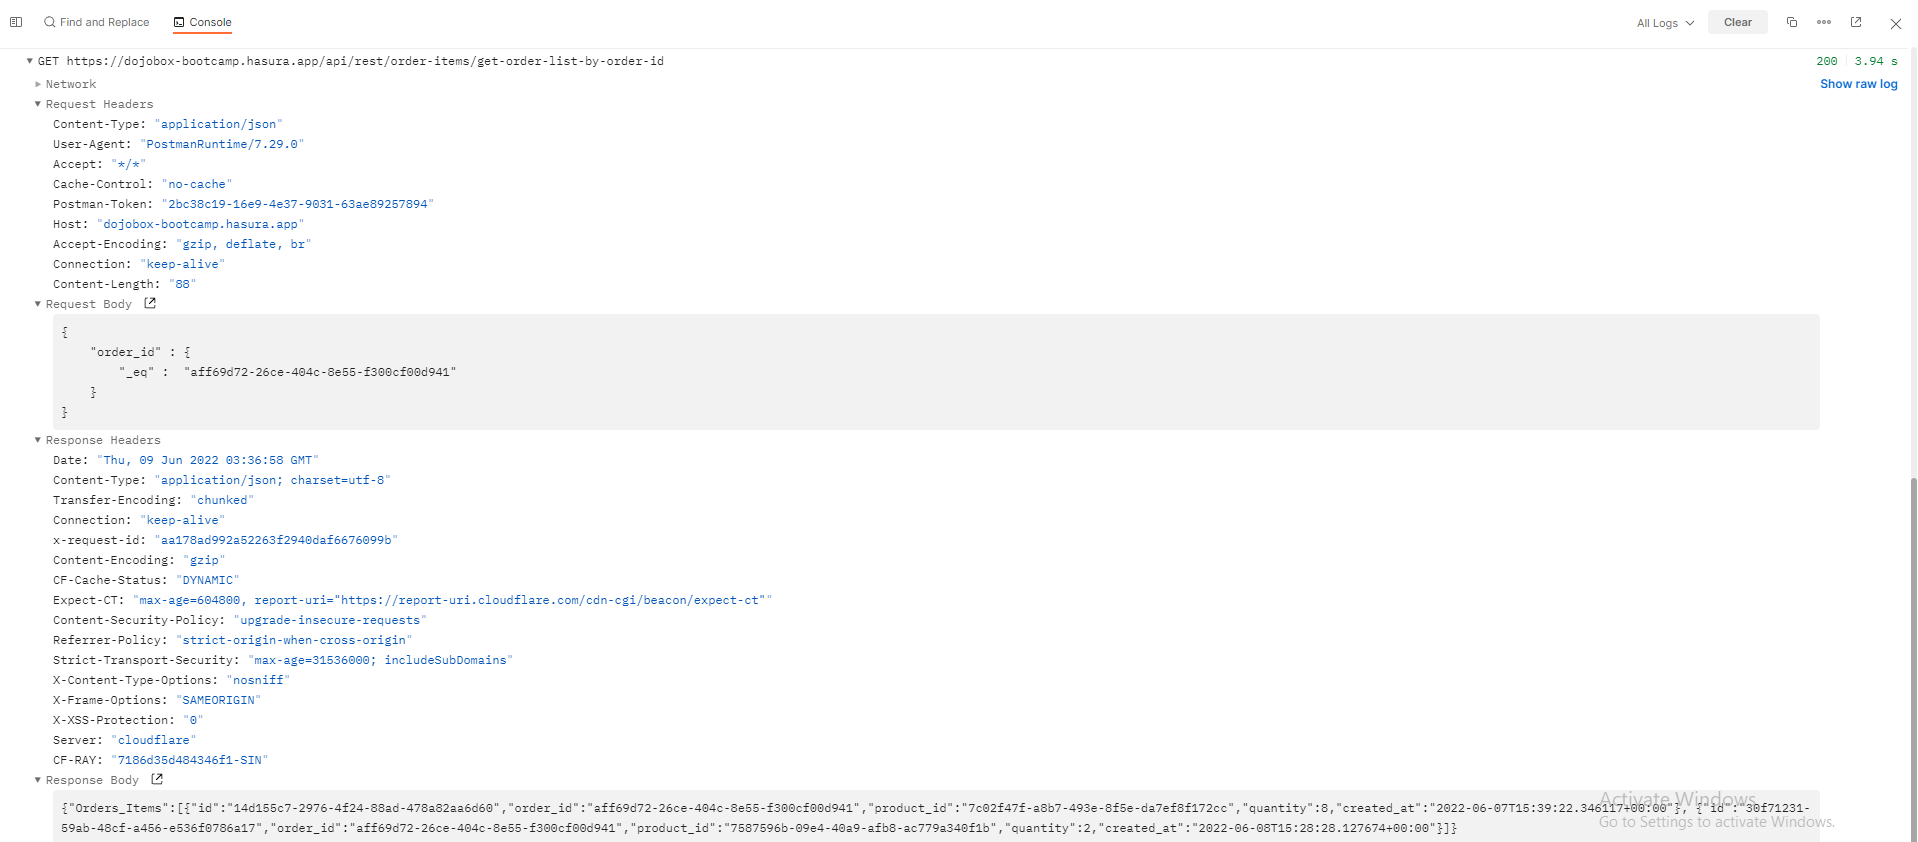 Find and Replace Console All Logs Clear
GET https://dojobox-bootcamp.hasura.app/api/rest/order-items/get-order-list-by-order-id 200 3.94 s
Network Show raw log
Request Headers
Content-Type: "application/json"
User-Agent: "PostmanRuntime/7.29.0"
Accept: "*/*"
Cache-Control: "no-cache"
Postman-Token: "2bc38c19-16e9-4e37-9031-63ae89257894"
Host: "dojobox-bootcamp.hasura.app"
Accept-Encoding: "gzip, deflate, br"
Connection: "keep-alive"
Content-Length: "88"
Request Body
{
"order_id" : {
"_eq" : "aff69d72-26ce-404c-8e55-f300cf00d941"
}
}
Response Headers
Date: "Thu, 09 Jun 2022 03:36:58 GMT"
Content-Type: "application/json; charset=utf-8"
Transfer-Encoding: "chunked"
Connection: "keep-alive"
x-request-id: "aa178ad992a52263f2940daf6676099b"
Content-Encoding: "gzip"
CF-Cache-Status: "DYNAMIC"
Expect-CT: "max-age=604800, report-uri="https://report-uri.cloudflare.com/cdn-cgi/beacon/expect-ct""
Content-Security-Policy: "upgrade-insecure-requests"
Referrer-Policy: "strict-origin-when-cross-origin"
Strict-Transport-Security: "max-age=31536000; includeSubDomains"
X-Content-Type-Options: "nosniff"
X-Frame-Options: "SAMEORIGIN"
X-XSS-Protection: "0"
Server: "cloudflare"
CF-RAY: "7186d35d484346f1-SIN"
Response Body
{"Orders_Items":[{"id":"14d155c7-2976-4f24-88ad-478a82aa6d60","order_id":"aff69d72-26ce-404c-8e55-f300cf00d941","product_id":"7c02f47f-a8b7-493e-8f5e-da7ef8f172cc","quantity":8,"created_at":"2022-06-07T15:39:22.346117+00:00"}, {"id":"30f71231-
59ab-48cf-a456-e536f0786a17","order_id":"aff69d72-26ce-404c-8e55-f300cf00d941","product_id":"7587596b-09e4-40a9-afb8-ac779a340f1b","quantity":2,"created_at":"2022-06-08T15:28:28.127674+00:00"}]}
Activate Windows
Go to Settings to activate Windows.